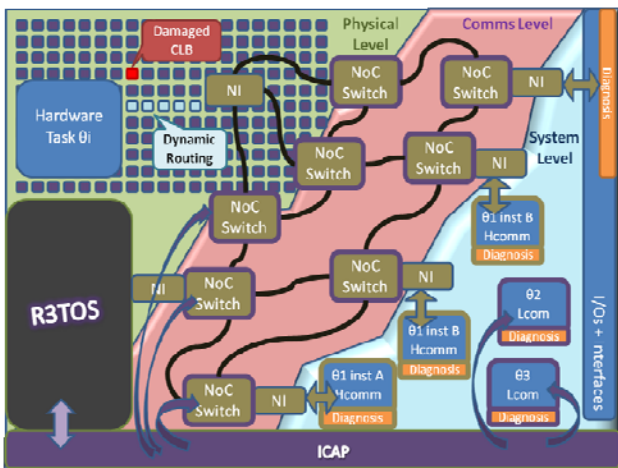 Damaged
CLB
Physical
Level
Comms Level
NoC
Switch
NoC
Switch
NI
NI
Diagnosis
Hardware
Task θi
Dynamic
Routing
System
Level
NoC
Switch
NoC
Switch
NI
NoC
Switch
θ1 inst B
Hcomm
Diagnosis
R3TOS
NI
NoC
Switch
NoC
Switch
NI
θ2
Lcom
Diagnosis
I/Os + nterfaces
θ1 inst B
Hcomm
Diagnosis
NoC
Switch
NI
θ1 inst A
Hcomm
Diagnosis
θ3
Lcom
Diagnosis
ICAP